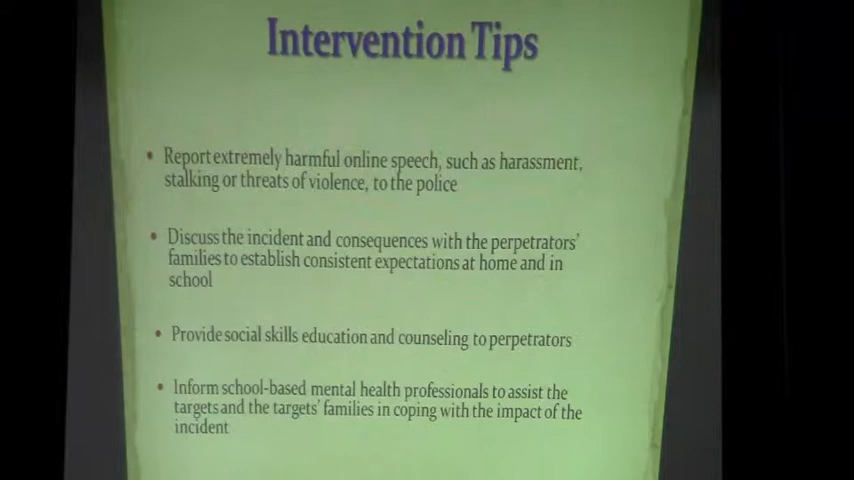 Intervention Tips
• Report extremely harmful online speech, such as harassment,
stalking or threats of violence, to the police
• Discuss the incident and consequences with the perpetrators'
families to establish consistent expectations at home and in
school
• Provide social skills education and counseling to perpetrators
• Inform school-based mental health professionals to assist the
targets and the targets' families in coping with the impact of the
incident